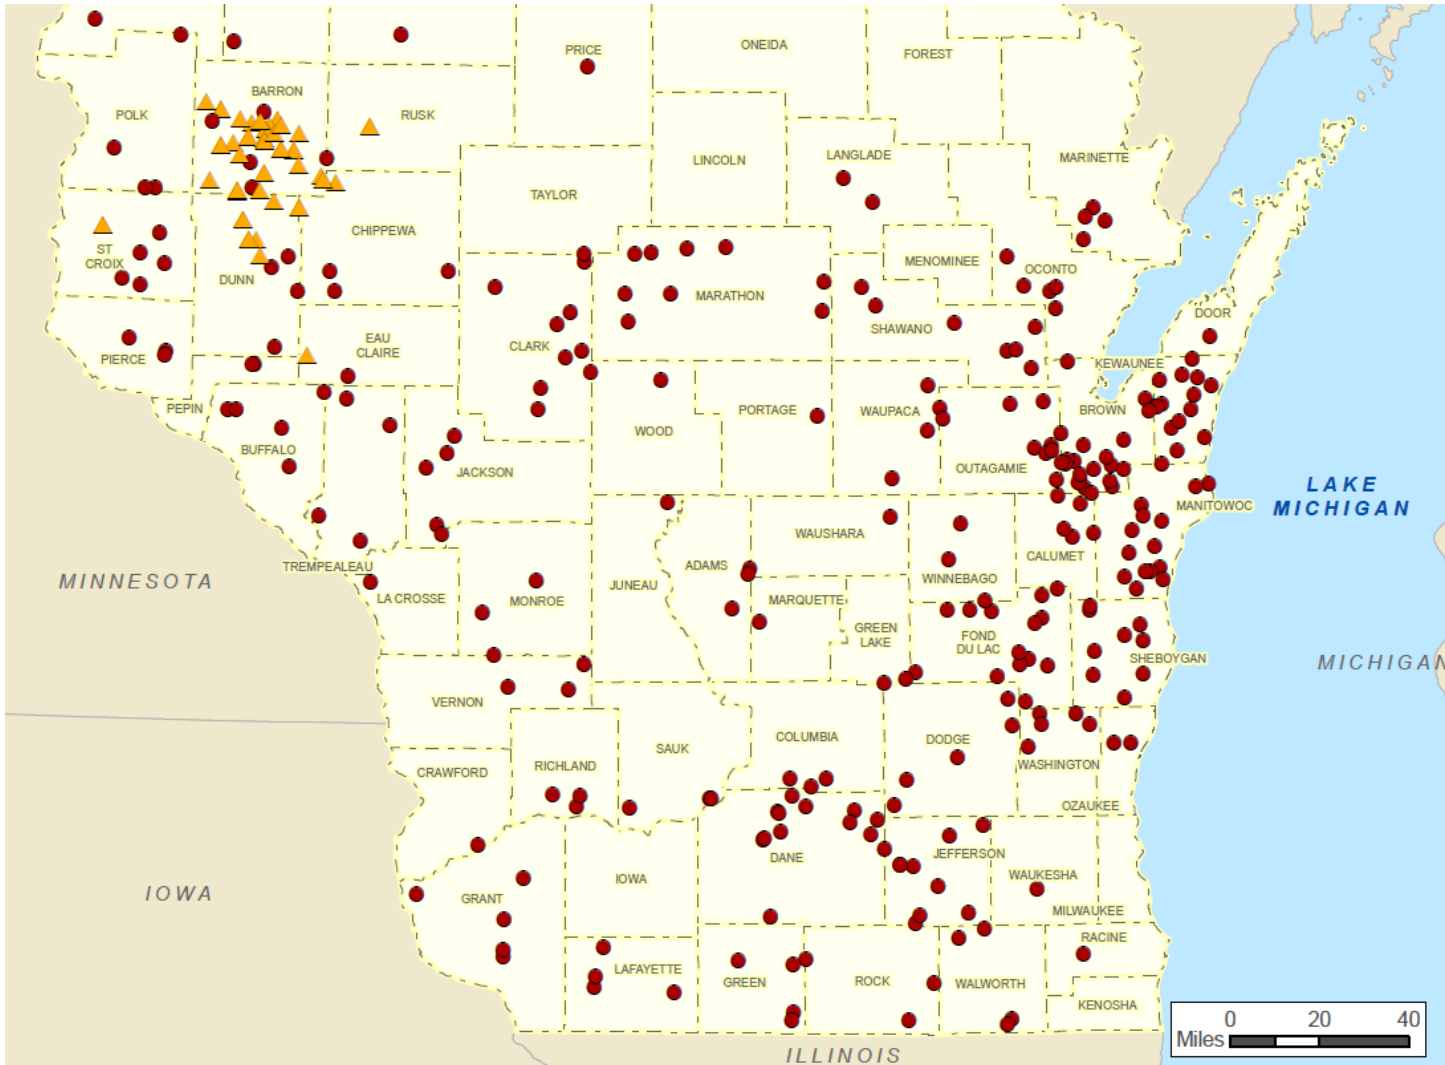 ONEIDA
PRICE
FOREST
BARRON
POLK
RUSK
LINCOLN
LANGLADE
MARINETTE
TAYLOR
CHIPPEWA
ST
CROIX
MENOMINEE
OCONTO
DUNN
MARATHON
DOOR
SHAWANO
EAU
CLAIRE
CLARK
PIERCE
KEWAUNEE
PEPIN
PORTAGE
WAUPACA
BROWN
WOOD
BUFFALO
OUTAGAMIE
JACKSON
LAKE
MICHIGAN
MANITOWOC
WAUSHARA
CALUMET
TREMPEALEAU
ADAMS
WINNEBAGO
MINNESOTA
JUNEAU
LA CROSSE
MONROE
MARQUETTE
GREEN
LAKE
FOND
DU LAC
SHEBOYGAN
MICHIGAN
VERNON
COLUMBIA
DODGE
SAUK
RICHLAND
WASHINGTON
CRAWFORD
OZAUKEE
DANE
JEFFERSON
WAUKESHA
IOWA
IOWA
GRANT
MILWAUKEE
RACINE
LAFAYETTE
GREEN
ROCK
WALWORTH
KENOSHA
0 20 40
Miles
ILLINOIS